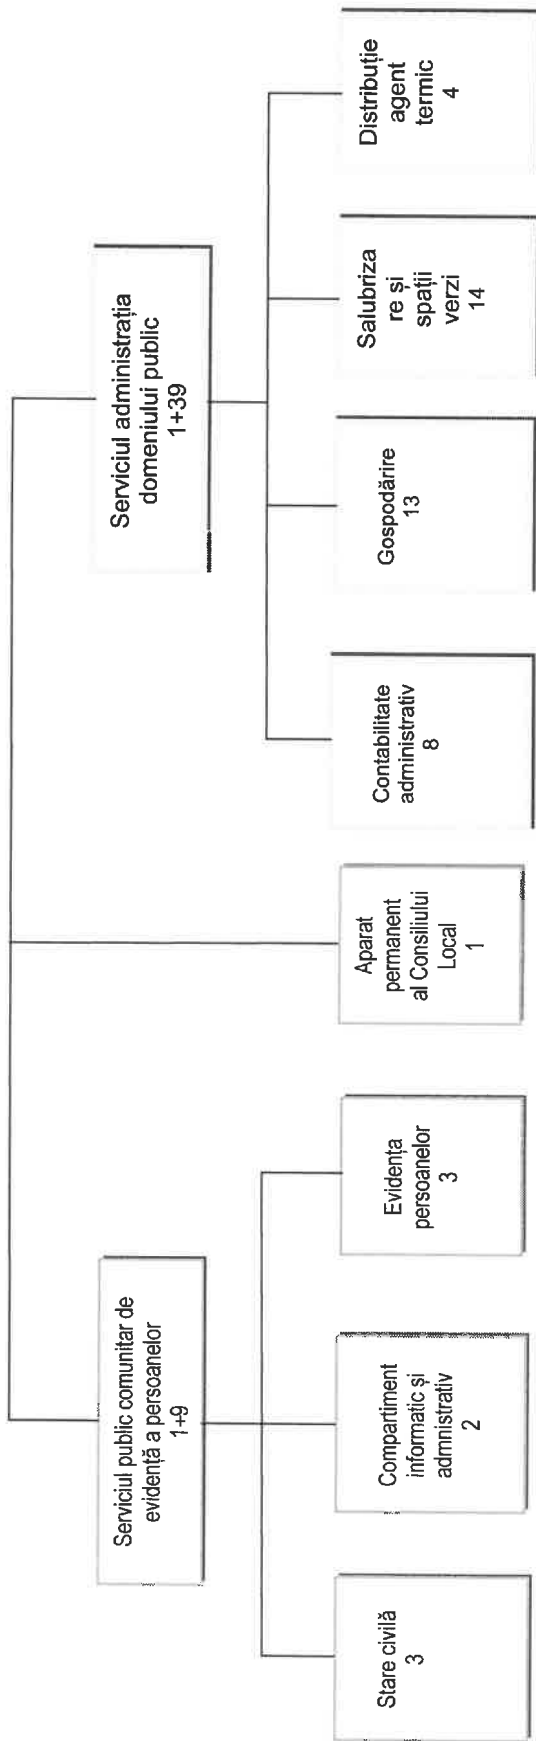 Serviciul public comunitar de
evidență a persoanelor
1+9
Serviciul administrația
domeniului public
1+39
Stare civilă
3
Compartiment
informatic și
admnistrativ
2
Evidența
persoanelor
3
Aparat
permanent
al Consiliului
Local
1
Contabilitate
administrativ
8
Gospodărire
13
Salubriza
re și
spații
verzi
14
Distribuție
agent
termic
4